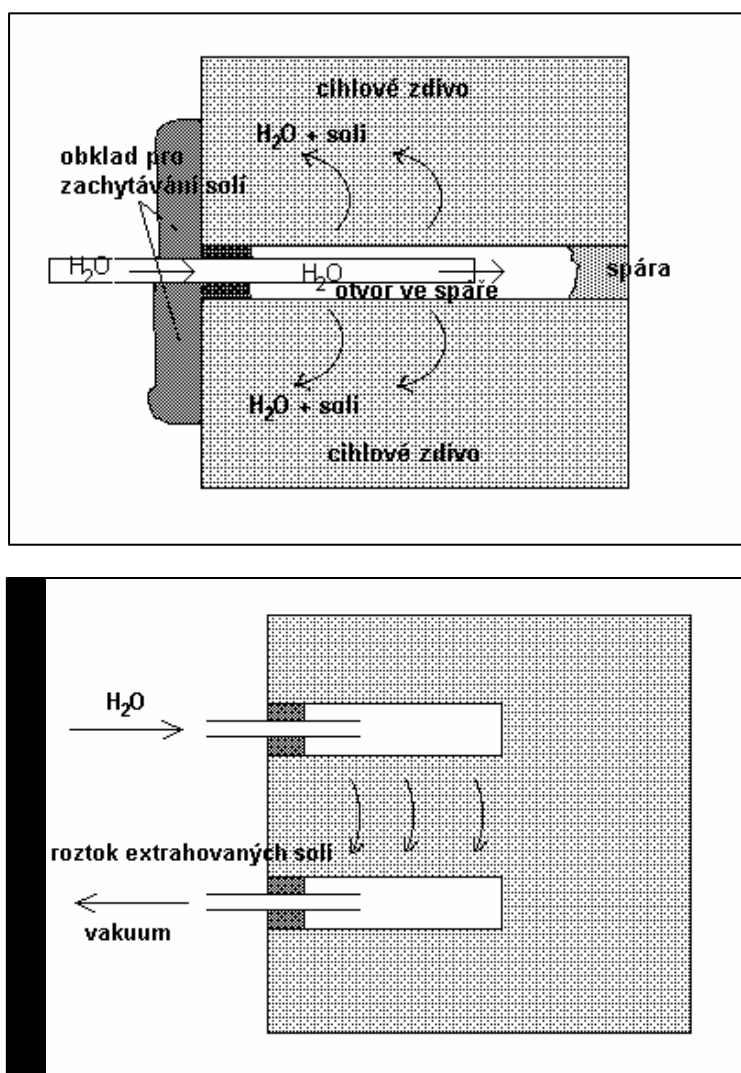 cihlové zdivo
H₂O + soli
obklad pro
zachytávání solí
H₂O
H₂O
spára
otvor ve spáře
H₂O + soli
cihlové zdivo
H₂O
roztok extrahovaných solí
vakuum